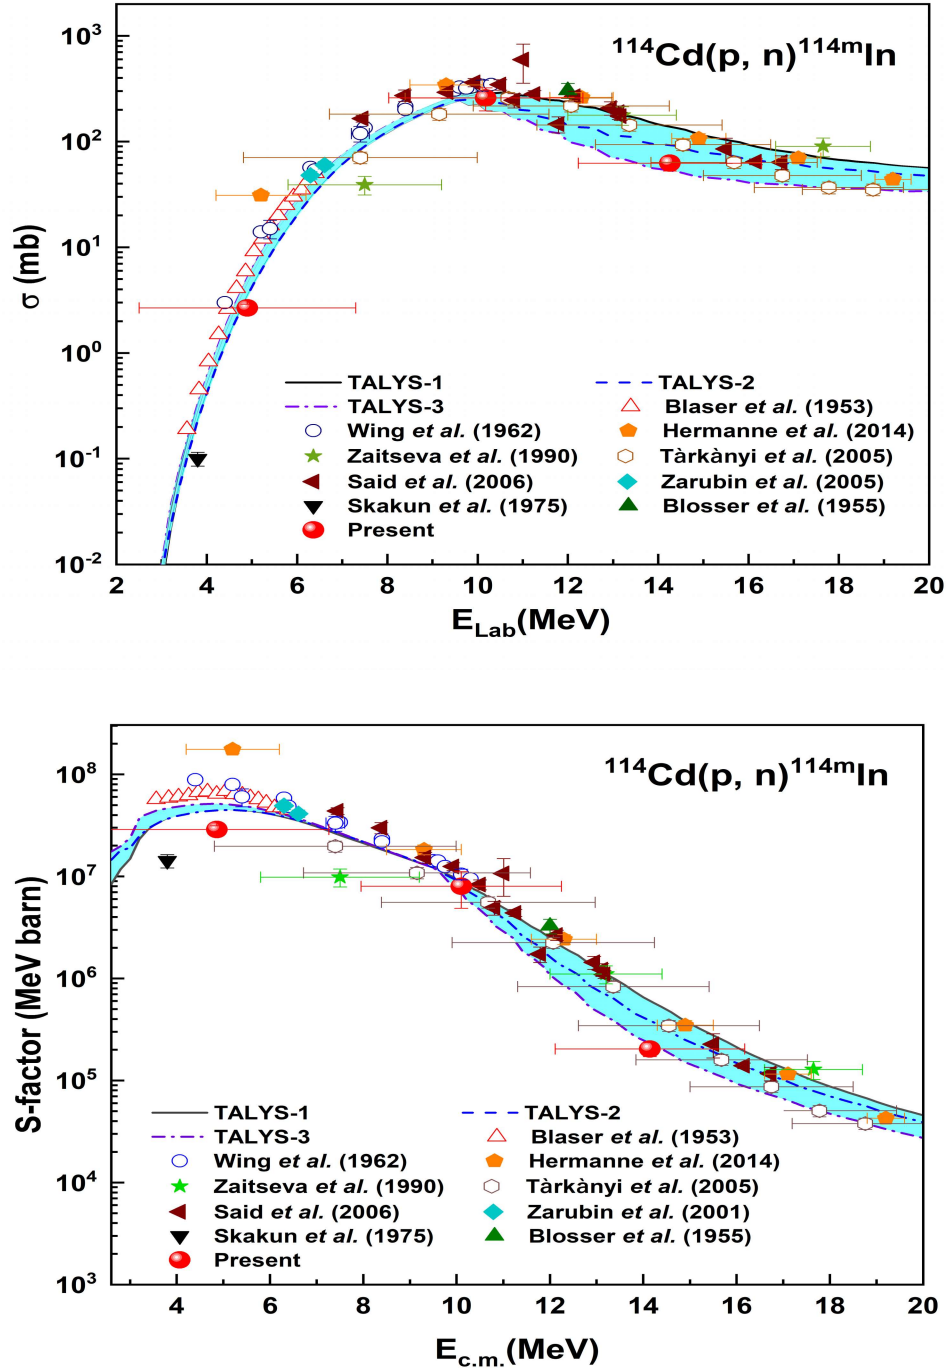 10³
¹¹⁴Cd(p, n)¹¹⁴ᵐIn
10²
10¹
10⁰
10⁻¹
10⁻²
σ (mb)
TALYS-1 TALYS-2
TALYS-3 Blaser et al. (1953)
Wing et al. (1962) Hermanne et al. (2014)
Zaitseva et al. (1990) Tàrkànyi et al. (2005)
Said et al. (2006) Zarubin et al. (2005)
Skakun et al. (1975) Blosser et al. (1955)
Present
2 4 6 8 10 12 14 16 18 20
E_Lab(MeV)
¹¹⁴Cd(p, n)¹¹⁴ᵐIn
10⁸
10⁷
10⁶
10⁵
10⁴
10³
S-factor (MeV barn)
TALYS-1 TALYS-2
TALYS-3 Blaser et al. (1953)
Wing et al. (1962) Hermanne et al. (2014)
Zaitseva et al. (1990) Tàrkànyi et al. (2005)
Said et al. (2006) Zarubin et al. (2001)
Skakun et al. (1975) Blosser et al. (1955)
Present
4 6 8 10 12 14 16 18 20
E_c.m.(MeV)